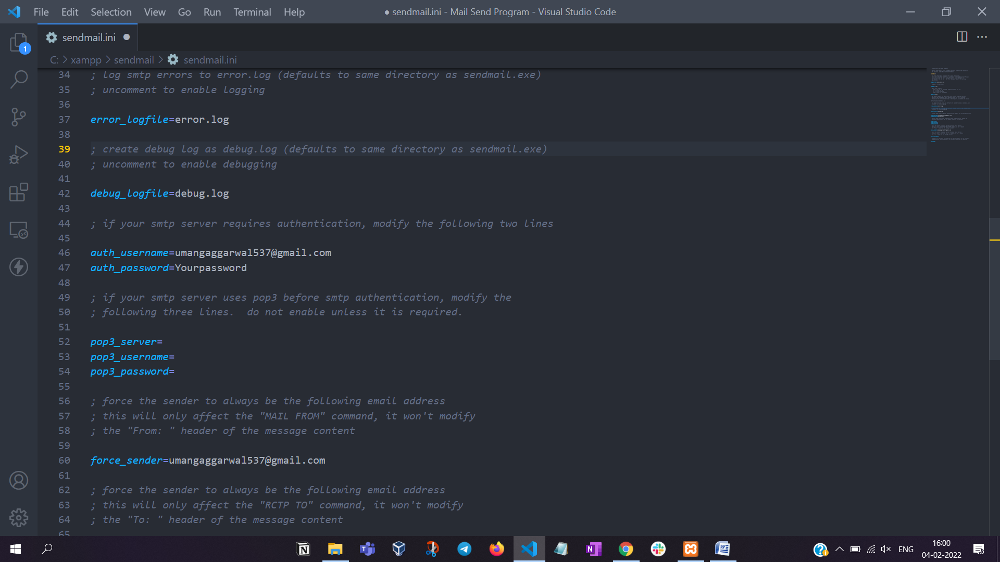 File Edit Selection View Go Run Terminal Help
● sendmail.ini - Mail Send Program - Visual Studio Code
sendmail.ini
C: > xampp > sendmail > sendmail.ini
1
34 ; log smtp errors to error.log (defaults to same directory as sendmail.exe)
35 ; uncomment to enable logging
36
37 error_logfile=error.log
38
39 ; create debug log as debug.log (defaults to same directory as sendmail.exe)
40 ; uncomment to enable debugging
41
42 debug_logfile=debug.log
43
44 ; if your smtp server requires authentication, modify the following two lines
45
46 auth_username=umangaggarwal537@gmail.com
47 auth_password=Yourpassword
48
49 ; if your smtp server uses pop3 before smtp authentication, modify the
50 ; following three lines.  do not enable unless it is required.
51
52 pop3_server=
53 pop3_username=
54 pop3_password=
55
56 ; force the sender to always be the following email address
57 ; this will only affect the "MAIL FROM" command, it won't modify
58 ; the "From: " header of the message content
59
60 force_sender=umangaggarwal537@gmail.com
61
62 ; force the sender to always be the following email address
63 ; this will only affect the "RCTP TO" command, it won't modify
64 ; the "To: " header of the message content
65
ENG
16:00
04-02-2022